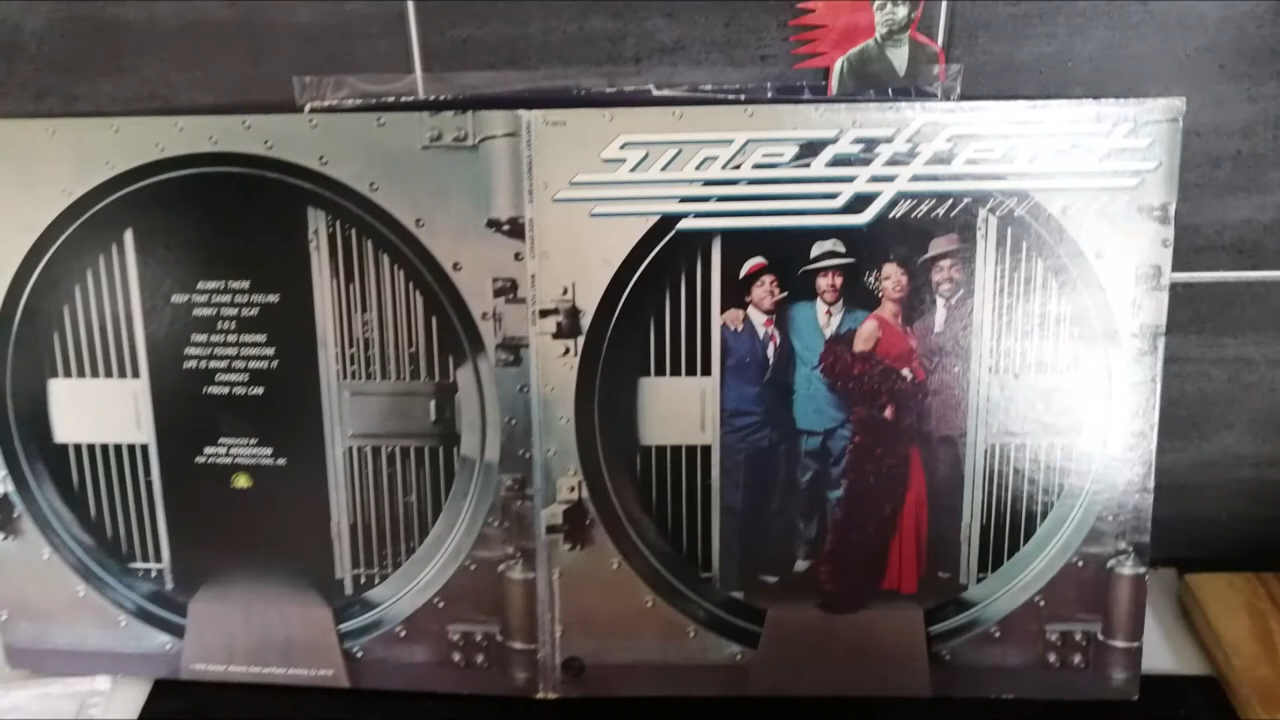 ALWAYS THERE
KEEP THAT SAME OLD FEELING
HONKY TONK SCAT
S.O.S
TIME HAS NO ENDING
FINALLY FOUND SOMEONE
LIFE IS WHAT YOU MAKE IT
CHANGES
I KNOW YOU CAN
PRODUCED BY
WAYNE HENDERSON
FOR AT-HOME PRODUCTIONS, INC
Side Effect
WHAT YOU